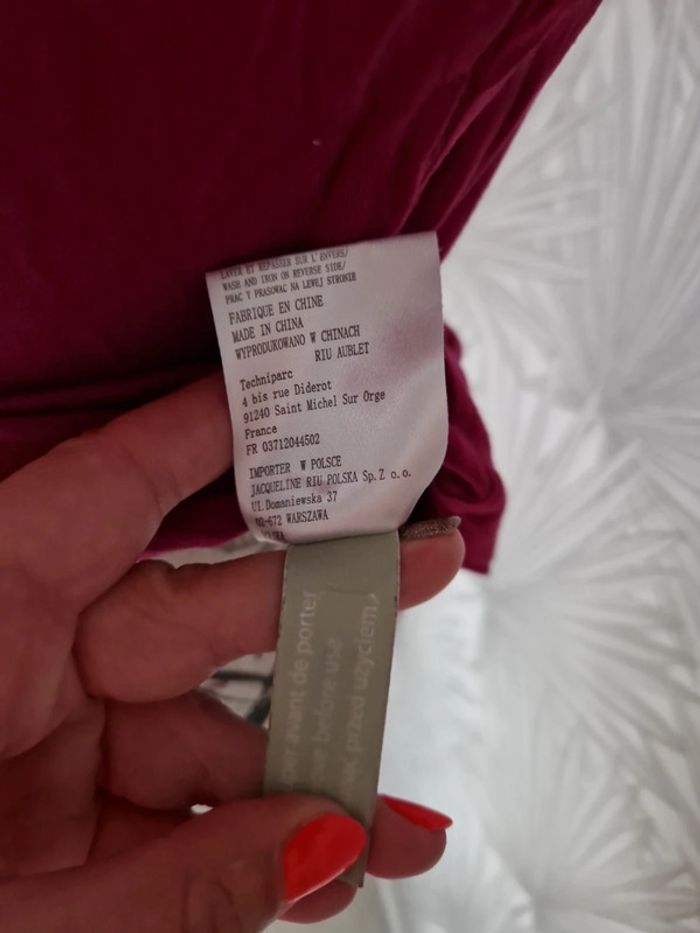 LAVER ET REPASSER SUR L'ENVERS/
WASH AND IRON ON REVERSE SIDE/
PRAC Y PRASOWAC NA LEWEJ STRONIE
FABRIQUE EN CHINE
MADE IN CHINA
WYPRODUKOWANO W CHINACH
RIU AUBLET
Techniparc
4 bis rue Diderot
91240 Saint Michel Sur Orge
France
FR 03712044502
IMPORTER W POLSCE
JACQUELINE RIU POLSKA Sp.Z o.o.
Ul.Domaniewska 37
02-672 WARSZAWA
avant de porter
before use
przed uzyciem